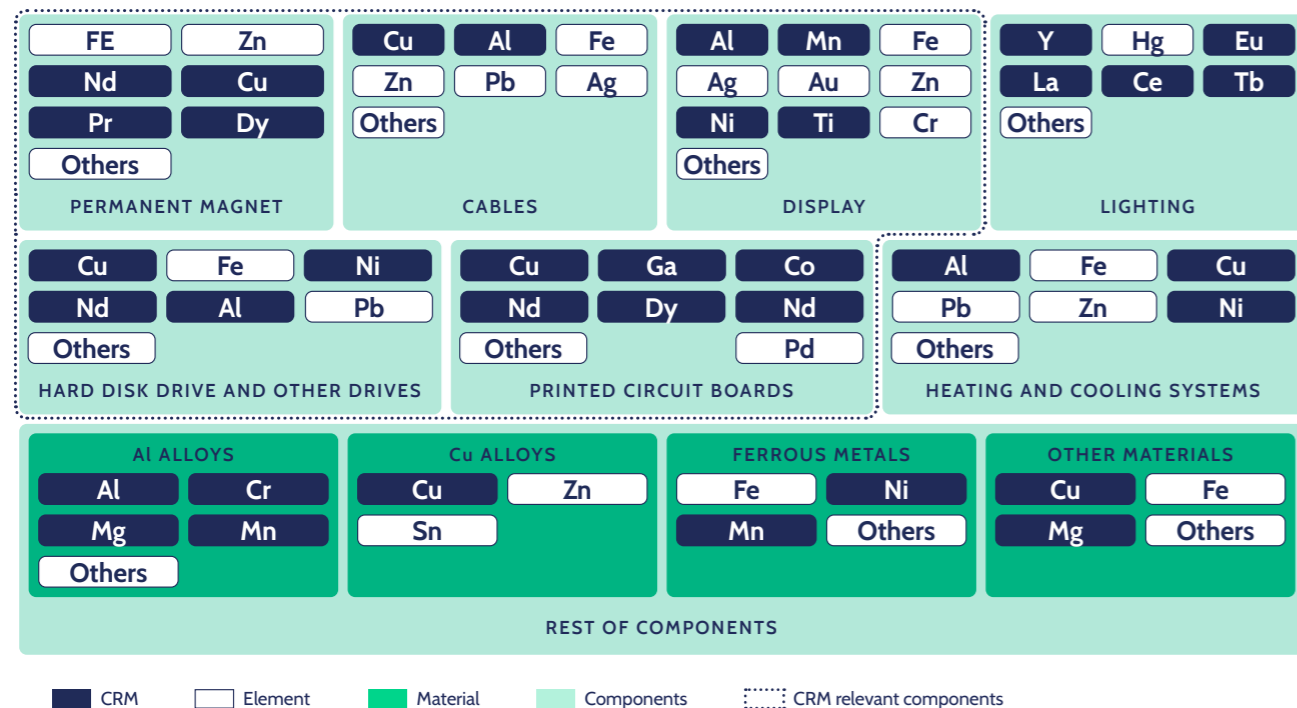 FE Zn
Nd Cu
Pr Dy
Others
PERMANENT MAGNET
Cu Al Fe
Zn Pb Ag
Others
CABLES
Al Mn Fe
Ag Au Zn
Ni Ti Cr
Others
DISPLAY
Y Hg Eu
La Ce Tb
Others
LIGHTING
Cu Fe Ni
Nd Al Pb
Others
HARD DISK DRIVE AND OTHER DRIVES
Cu Ga Co
Nd Dy Nd
Others Pd
PRINTED CIRCUIT BOARDS
Al Fe Cu
Pb Zn Ni
Others
HEATING AND COOLING SYSTEMS
Al ALLOYS
Al Cr
Mg Mn
Others
Cu ALLOYS
Cu Zn
Sn
FERROUS METALS
Fe Ni
Mn Others
OTHER MATERIALS
Cu Fe
Mg Others
REST OF COMPONENTS
CRM Element Material Components CRM relevant components